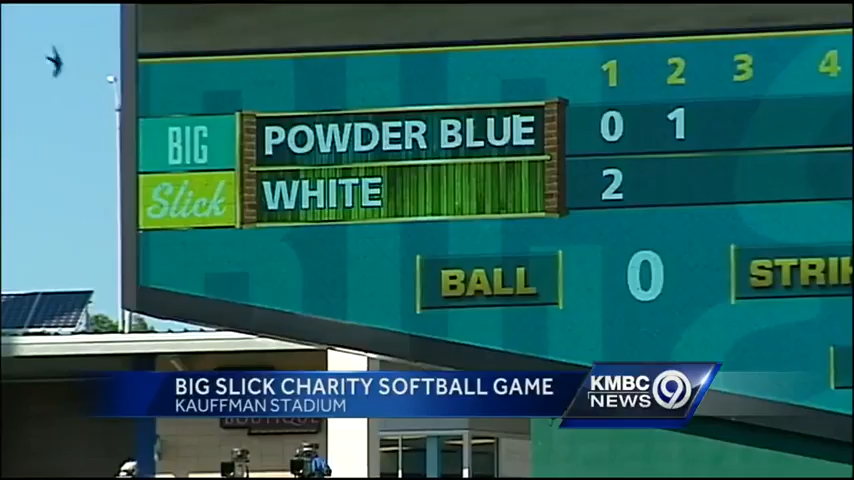 1 2 3 4
BIG POWDER BLUE 0 1
Slick WHITE 2
BALL 0 STRIK
BOUTIQUE
BIG SLICK CHARITY SOFTBALL GAME
KAUFFMAN STADIUM
KMBC 9
NEWS